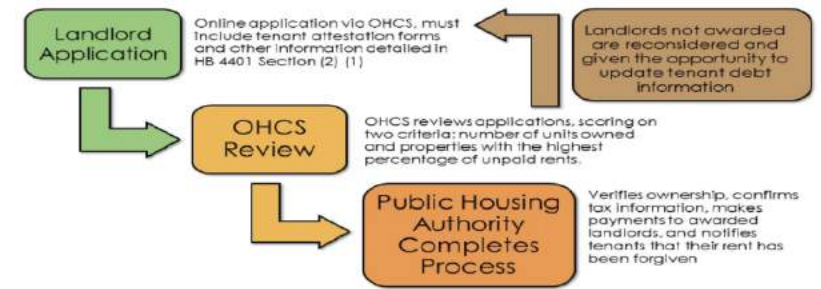 Landlord
Application
Online application via OHCS, must
include tenant attestation forms
and other information detailed in
HB 4401 Section (2) (1)
Landlords not awarded
are reconsidered and
given the opportunity to
update tenant debt
information
OHCS
Review
OHCS reviews applications, scoring on
two criteria: number of units owned
and properties with the highest
percentage of unpaid rents.
Public Housing
Authority
Completes
Process
Verifies ownership, confirms
tax information, makes
payments to awarded
landlords, and notifies
tenants that their rent has
been forgiven